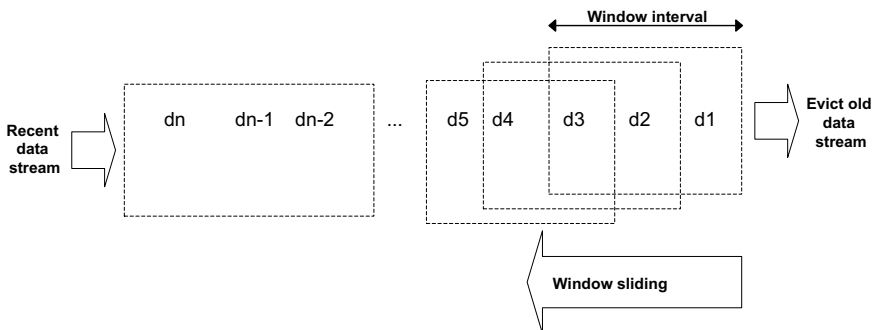 Window interval
Recent
data
stream
dn dn-1 dn-2 ... d5 d4 d3 d2 d1
Evict old
data
stream
Window sliding